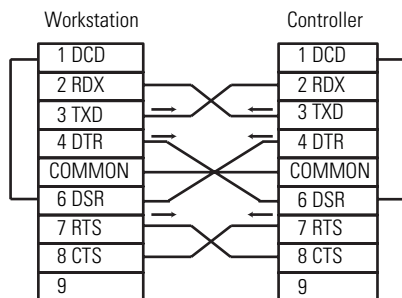 Workstation Controller
1 DCD 1 DCD
2 RDX 2 RDX
3 TXD 3 TXD
4 DTR 4 DTR
COMMON COMMON
6 DSR 6 DSR
7 RTS 7 RTS
8 CTS 8 CTS
9 9